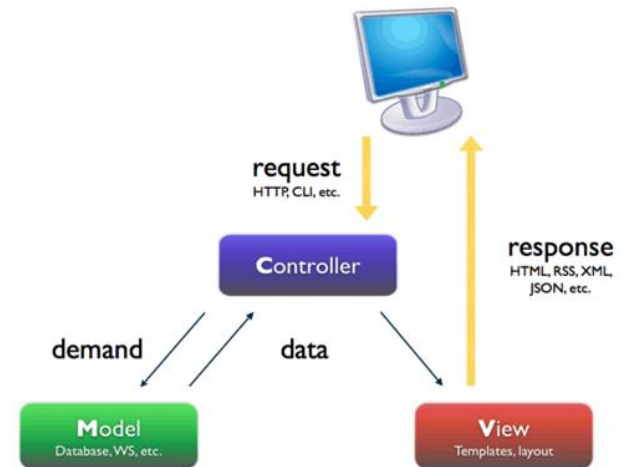 request
HTTP, CLI, etc.
Controller
response
HTML, RSS, XML,
JSON, etc.
demand
data
Model
Database, WS, etc.
View
Templates, layout